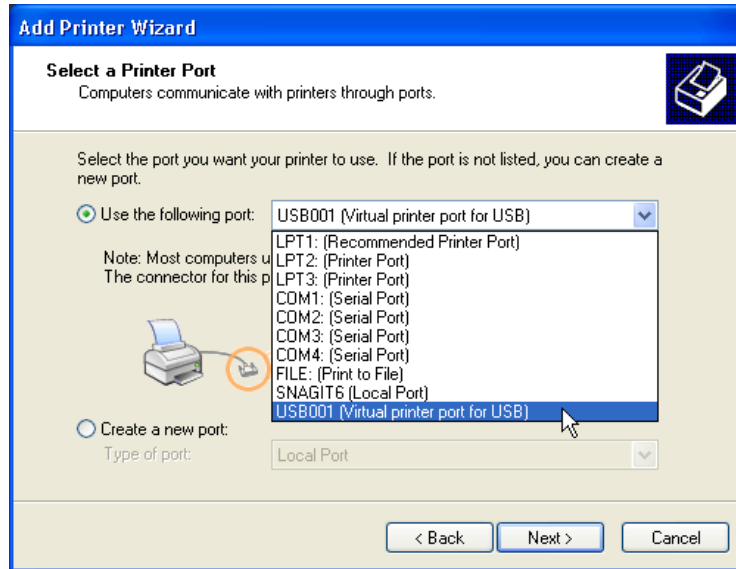 Add Printer Wizard
Select a Printer Port
Computers communicate with printers through ports.
Select the port you want your printer to use. If the port is not listed, you can create a
new port.
Use the following port:
USB001 (Virtual printer port for USB)
Note: Most computers u
The connector for this p
LPT1: (Recommended Printer Port)
LPT2: (Printer Port)
LPT3: (Printer Port)
COM1: (Serial Port)
COM2: (Serial Port)
COM3: (Serial Port)
COM4: (Serial Port)
FILE: (Print to File)
SNAGIT6 (Local Port)
USB001 (Virtual printer port for USB)
Create a new port:
Type of port:
Local Port
< Back
Next >
Cancel